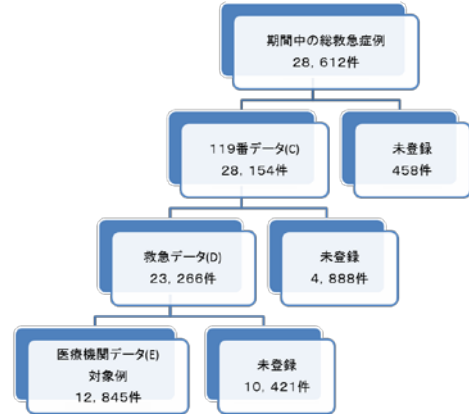 期間中の総救急症例
28, 612件
119番データ(C)
28, 154件
未登録
458件
救急データ(D)
23, 266件
未登録
4, 888件
医療機関データ(E)
対象例
12, 845件
未登録
10, 421件